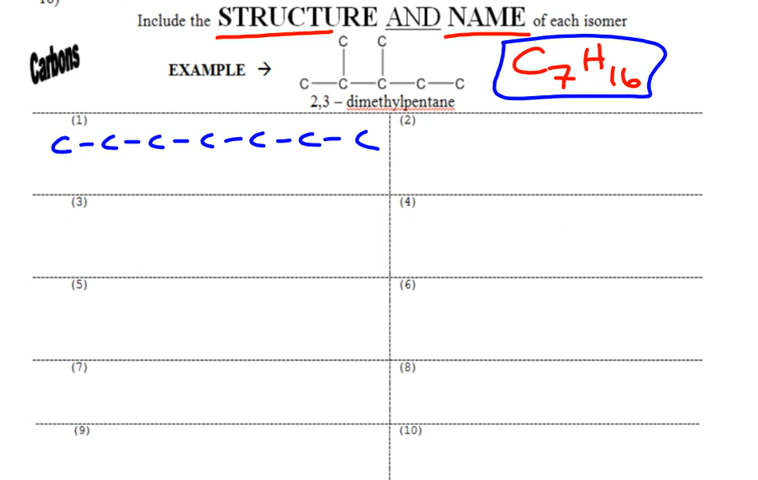 10)
Include the STRUCTURE AND NAME of each isomer
Carbons
EXAMPLE →
C C
C—C—C—C—C
2,3 – dimethylpentane
C7H16
(1)
C-C-C-C-C-C-C
(2)
(3)
(4)
(5)
(6)
(7)
(8)
(9)
(10)